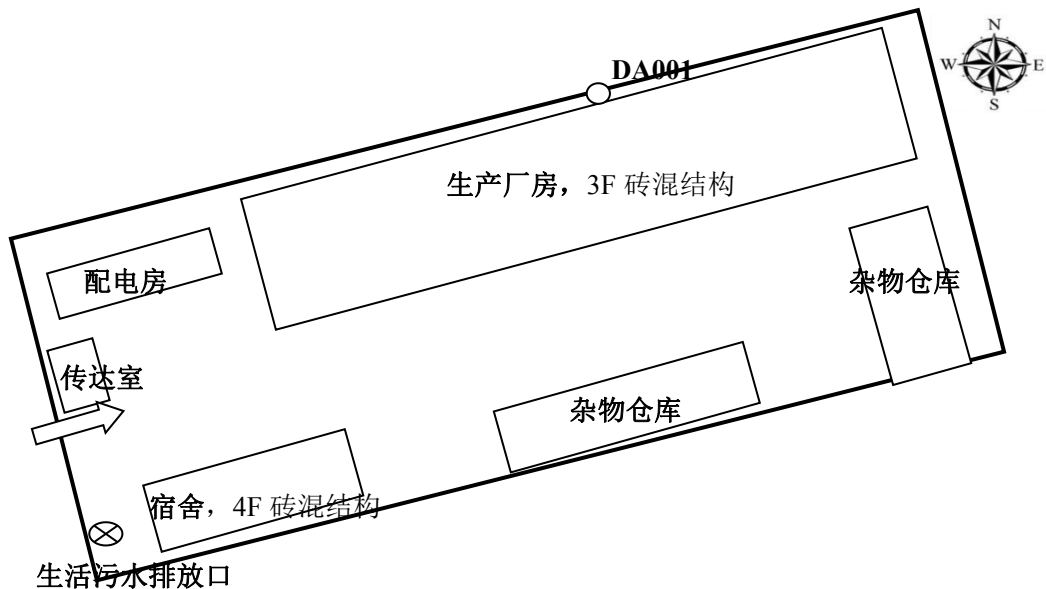 N
DA001
W
E
S
生产厂房，3F 砖混结构
配电房
杂物仓库
传达室
杂物仓库
宿舍，4F 砖混结构
生活污水排放口